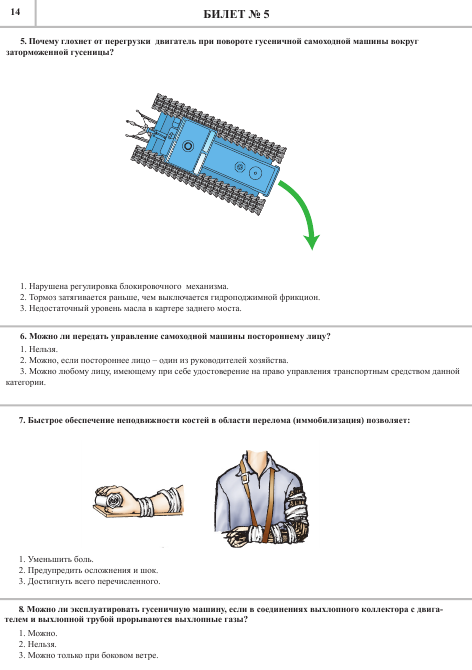 14
БИЛЕТ № 5
5. Почему глохнет от перегрузки двигатель при повороте гусеничной самоходной машины вокруг
заторможенной гусеницы?
1. Нарушена регулировка блокировочного механизма.
2. Тормоз затягивается раньше, чем выключается гидроподжимной фрикцион.
3. Недостаточный уровень масла в картере заднего моста.
6. Можно ли передать управление самоходной машины постороннему лицу?
1. Нельзя.
2. Можно, если постороннее лицо – один из руководителей хозяйства.
3. Можно любому лицу, имеющему при себе удостоверение на право управления транспортным средством данной
категории.
7. Быстрое обеспечение неподвижности костей в области перелома (иммобилизация) позволяет:
1. Уменьшить боль.
2. Предупредить осложнения и шок.
3. Достигнуть всего перечисленного.
8. Можно ли эксплуатировать гусеничную машину, если в соединениях выхлопного коллектора с двига-
телем и выхлопной трубой прорываются выхлопные газы?
1. Можно.
2. Нельзя.
3. Можно только при боковом ветре.